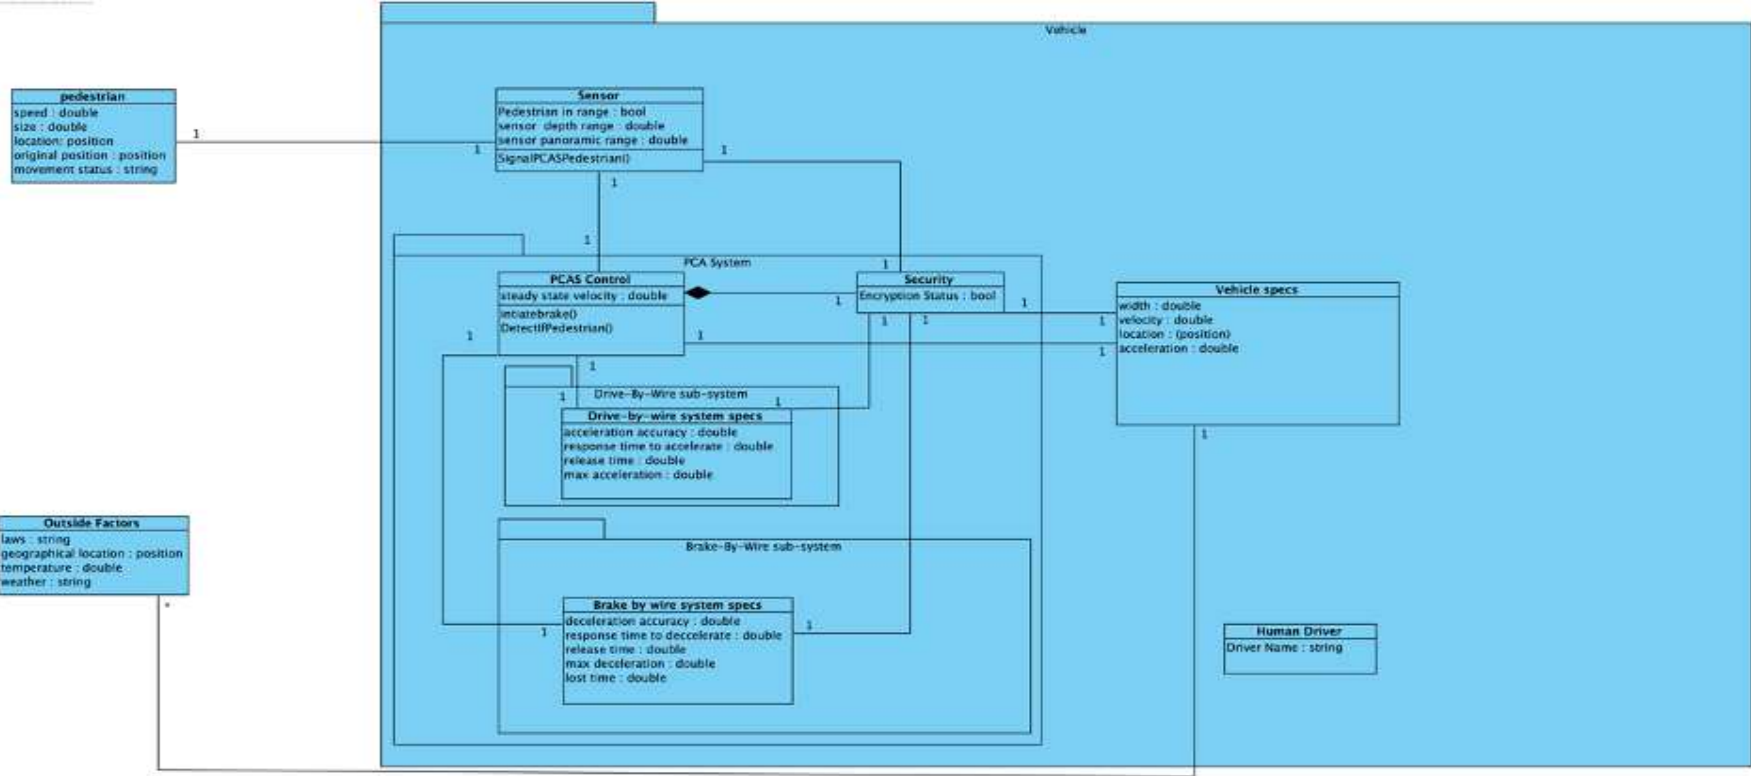 Vehicle
pedestrian
speed : double
size : double
location: position
original position : position
movement status : string
1
1
Sensor
Pedestrian in range : bool
sensor depth range : double
sensor panoramic range : double
SignalPCASPedestrian()
1
1
1
1
PCA System
PCAS Control
steady state velocity : double
intiatebrake()
DetectIfPedestrian()
1
Security
Encryption Status : bool
1
1
1
1
1
1
1
1
Vehicle specs
width : double
velocity : double
location : (position)
acceleration : double
1
1
1
Drive-By-Wire sub-system
1
Drive-by-wire system specs
acceleration accuracy : double
response time to accelerate : double
release time : double
max acceleration : double
Outside Factors
laws : string
geographical location : position
temperature : double
weather : string
*
Brake-By-Wire sub-system
Brake by wire system specs
deceleration accuracy : double
response time to deccelerate : double
release time : double
max deceleration : double
lost time : double
1
1
Human Driver
Driver Name : string